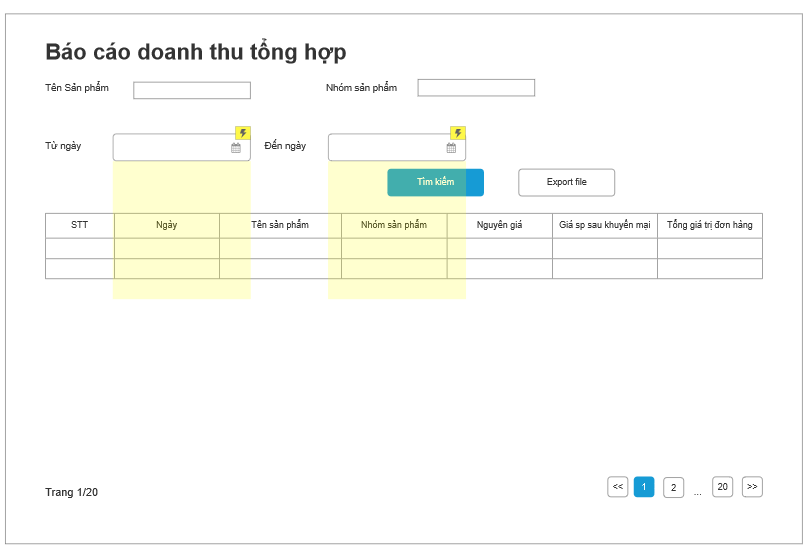 Báo cáo doanh thu tổng hợp
Tên Sản phẩm
Nhóm sản phẩm
Từ ngày
Đến ngày
Tìm kiếm
Export file
STT Ngày Tên sản phẩm Nhóm sản phẩm Nguyên giá Giá sp sau khuyến mại Tổng giá trị đơn hàng
Trang 1/20
<< 1 2 ... 20 >>